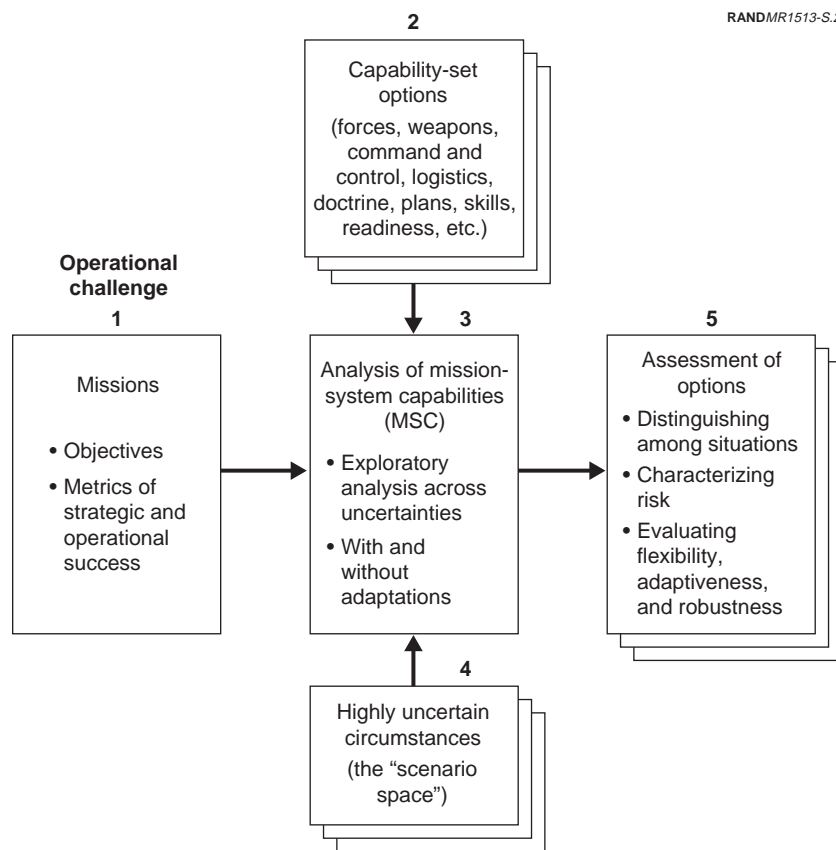 RANDMR1513-S.2
2
Capability-set
options
(forces, weapons,
command and
control, logistics,
doctrine, plans, skills,
readiness, etc.)
Operational
challenge
1
Missions
• Objectives
• Metrics of
strategic and
operational
success
3
Analysis of mission-
system capabilities
(MSC)
• Exploratory
analysis across
uncertainties
• With and
without
adaptations
5
Assessment of
options
• Distinguishing
among situations
• Characterizing
risk
• Evaluating
flexibility,
adaptiveness,
and robustness
4
Highly uncertain
circumstances
(the “scenario
space”)